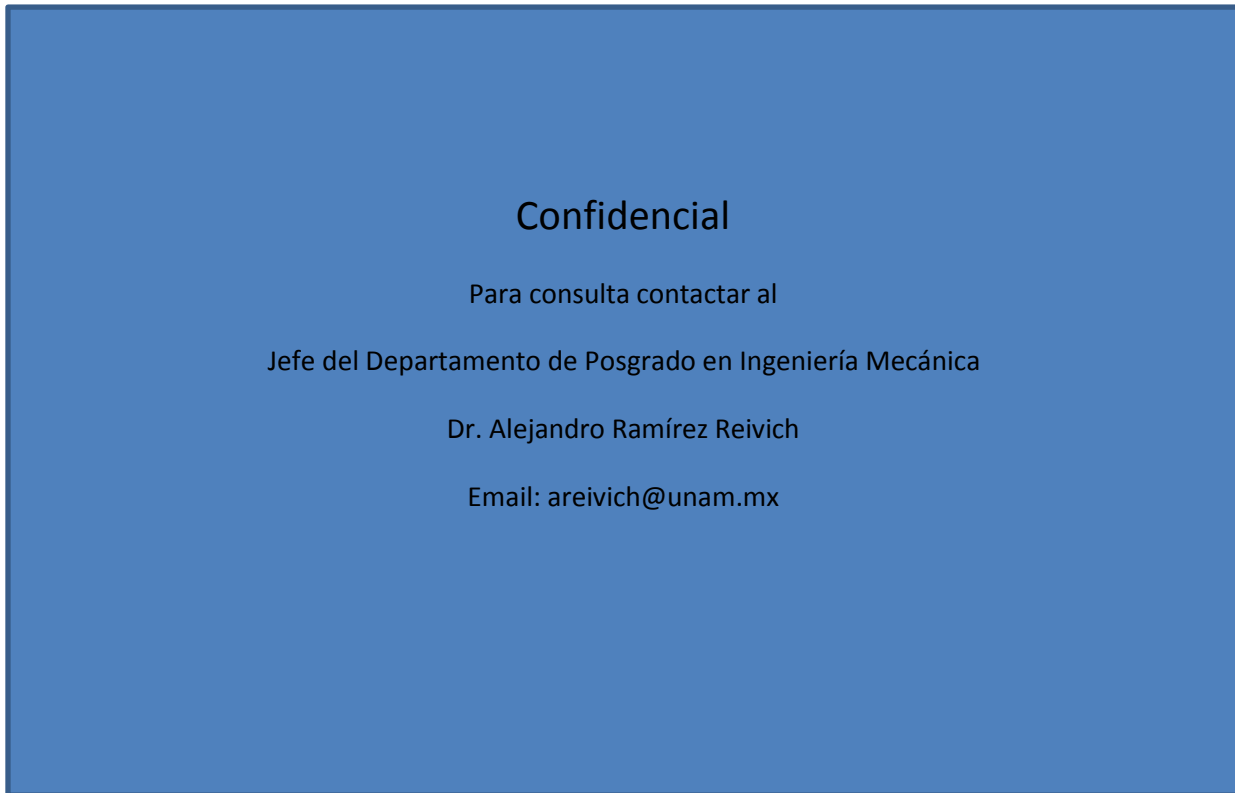 Confidencial
Para consulta contactar al
Jefe del Departamento de Posgrado en Ingeniería Mecánica
Dr. Alejandro Ramírez Reivich
Email: areivich@unam.mx